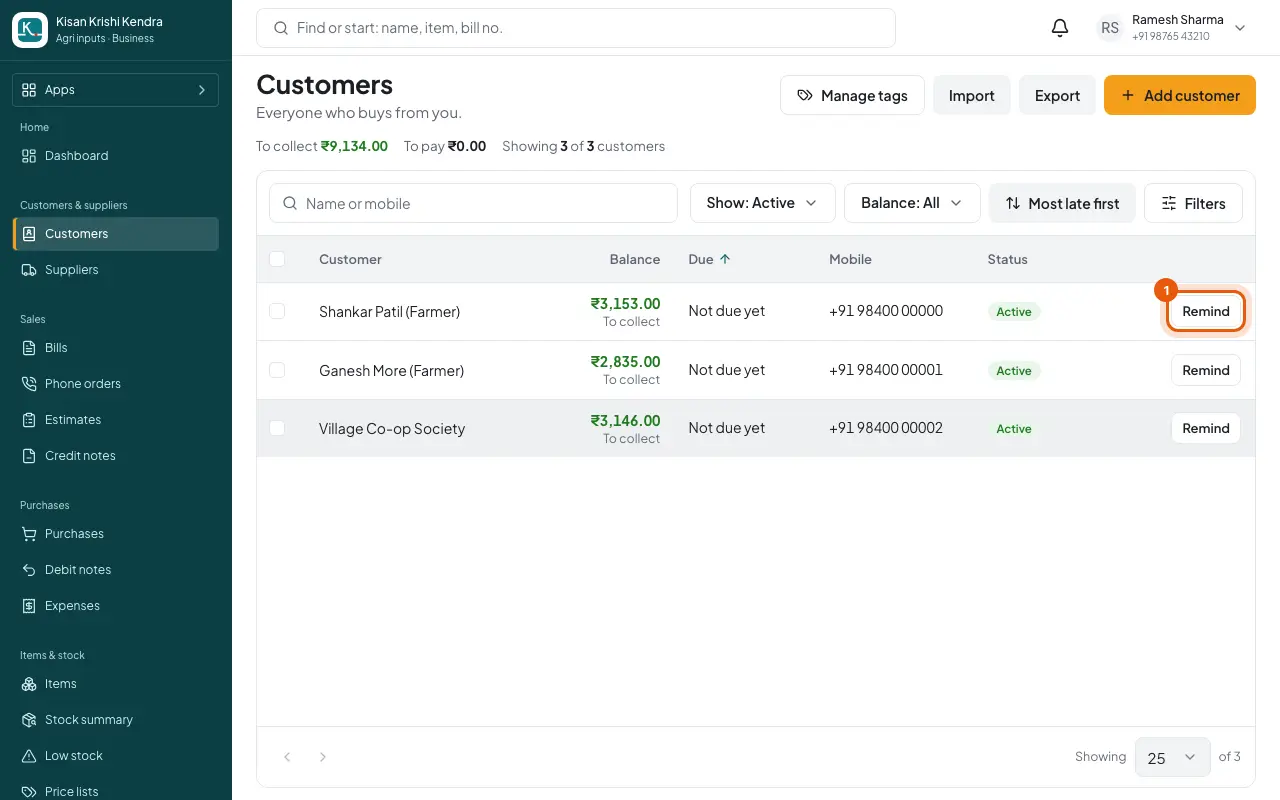 Kisan Krishi Kendra
Agri inputs · Business
Apps
Home
Dashboard
Customers & suppliers
Customers
Suppliers
Sales
Bills
Phone orders
Estimates
Credit notes
Purchases
Purchases
Debit notes
Expenses
Items & stock
Items
Stock summary
Low stock
Price lists
Find or start: name, item, bill no.
RS
Ramesh Sharma
+91 98765 43210
Customers
Everyone who buys from you.
Manage tags
Import
Export
Add customer
To collect ₹9,134.00 To pay ₹0.00 Showing 3 of 3 customers
Name or mobile
Show: Active
Balance: All
Most late first
Filters
Customer Balance Due Mobile Status
1
Shankar Patil (Farmer) ₹3,153.00 Not due yet +91 98400 00000 Active Remind
To collect
Ganesh More (Farmer) ₹2,835.00 Not due yet +91 98400 00001 Active Remind
To collect
Village Co-op Society ₹3,146.00 Not due yet +91 98400 00002 Active Remind
To collect
Showing 25 of 3